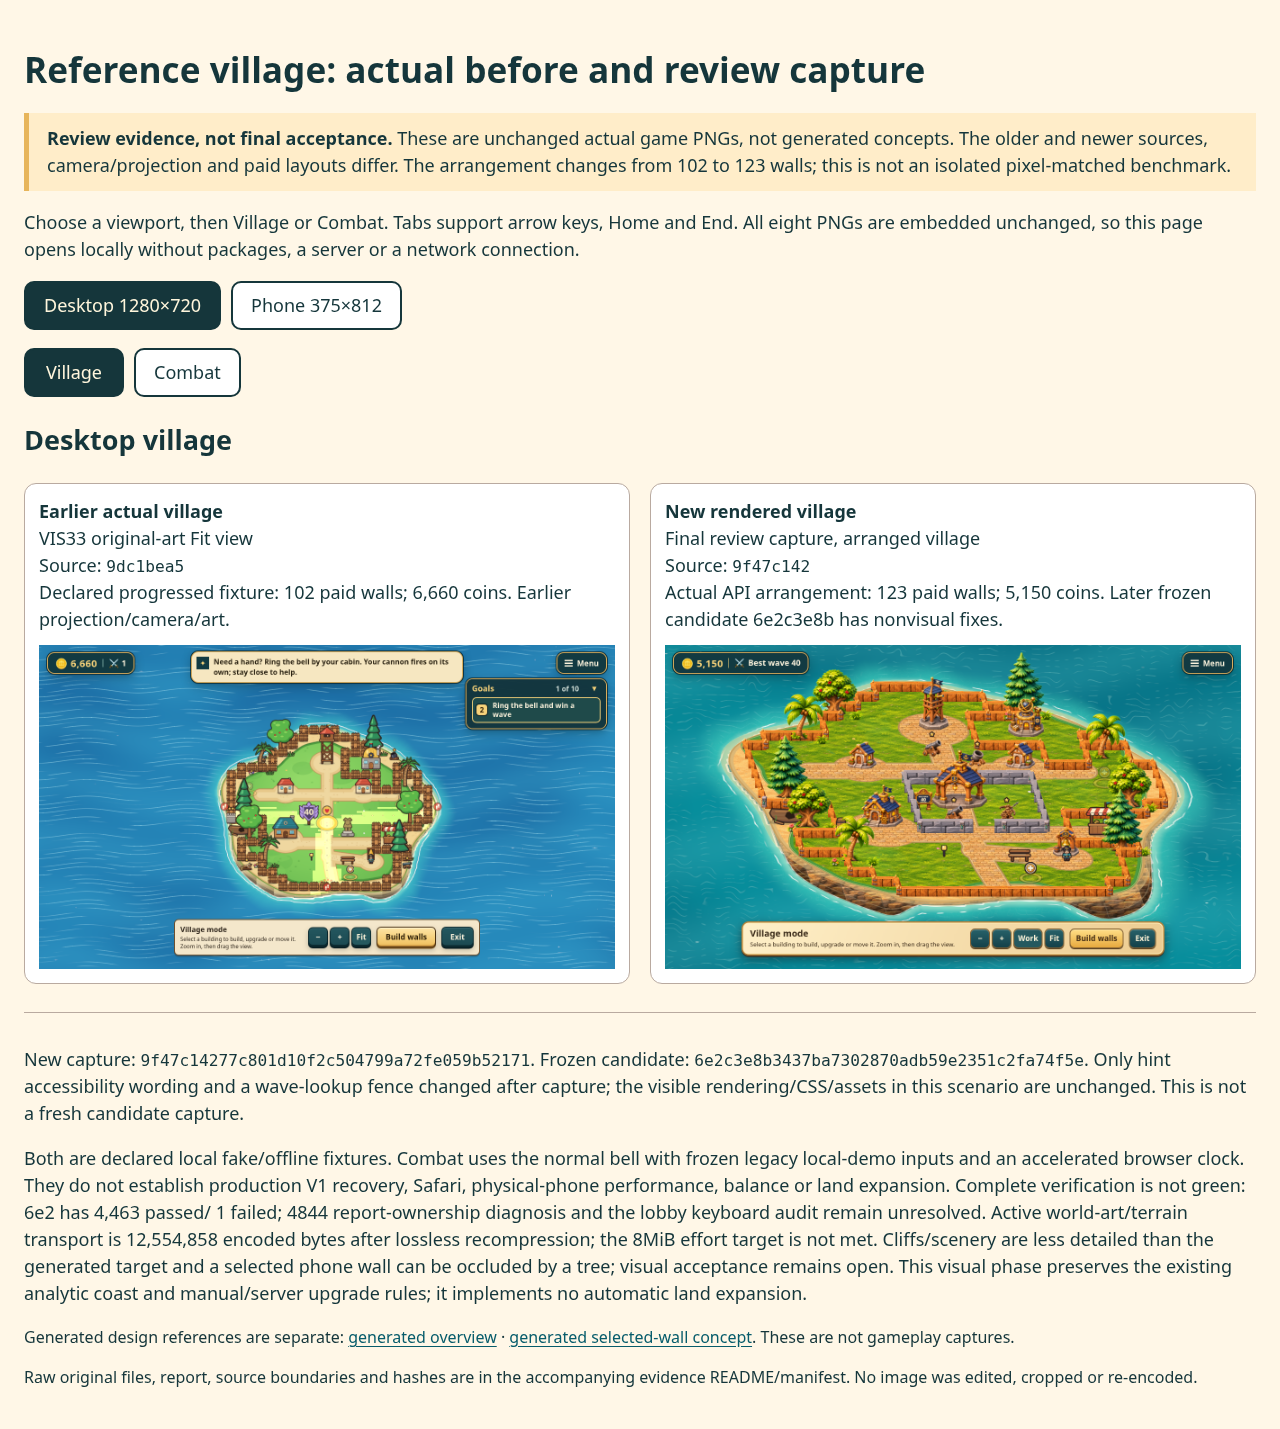 Reference village: actual before and review capture
Review evidence, not final acceptance. These are unchanged actual game PNGs, not generated concepts. The older and newer sources,
camera/projection and paid layouts differ. The arrangement changes from 102 to 123 walls; this is not an isolated pixel-matched benchmark.
Choose a viewport, then Village or Combat. Tabs support arrow keys, Home and End. All eight PNGs are embedded unchanged, so this page
opens locally without packages, a server or a network connection.
Desktop 1280×720
Phone 375×812
Village
Combat
Desktop village
Earlier actual village
VIS33 original-art Fit view
Source: 9dc1bea5
Declared progressed fixture: 102 paid walls; 6,660 coins. Earlier
projection/camera/art.
6,660 1
Need a hand? Ring the bell by your cabin. Your cannon fires on its
own; stay close to help.
Menu
Goals 1 of 10 ▼
2 Ring the bell and win a
wave
40
Village mode
Select a building to build, upgrade or move it.
Zoom in, then drag the view.
− + Fit Build walls Exit
New rendered village
Final review capture, arranged village
Source: 9f47c142
Actual API arrangement: 123 paid walls; 5,150 coins. Later frozen
candidate 6e2c3e8b has nonvisual fixes.
5,150 Best wave 40
Menu
Village mode
Select a building to build, upgrade or move it. Zoom in, then drag the view.
− + Work Fit Build walls Exit
New capture: 9f47c14277c801d10f2c504799a72fe059b52171. Frozen candidate: 6e2c3e8b3437ba7302870adb59e2351c2fa74f5e. Only hint
accessibility wording and a wave-lookup fence changed after capture; the visible rendering/CSS/assets in this scenario are unchanged. This is not
a fresh candidate capture.
Both are declared local fake/offline fixtures. Combat uses the normal bell with frozen legacy local-demo inputs and an accelerated browser clock.
They do not establish production V1 recovery, Safari, physical-phone performance, balance or land expansion. Complete verification is not green:
6e2 has 4,463 passed/ 1 failed; 4844 report-ownership diagnosis and the lobby keyboard audit remain unresolved. Active world-art/terrain
transport is 12,554,858 encoded bytes after lossless recompression; the 8MiB effort target is not met. Cliffs/scenery are less detailed than the
generated target and a selected phone wall can be occluded by a tree; visual acceptance remains open. This visual phase preserves the existing
analytic coast and manual/server upgrade rules; it implements no automatic land expansion.
Generated design references are separate: generated overview · generated selected-wall concept. These are not gameplay captures.
Raw original files, report, source boundaries and hashes are in the accompanying evidence README/manifest. No image was edited, cropped or re-encoded.